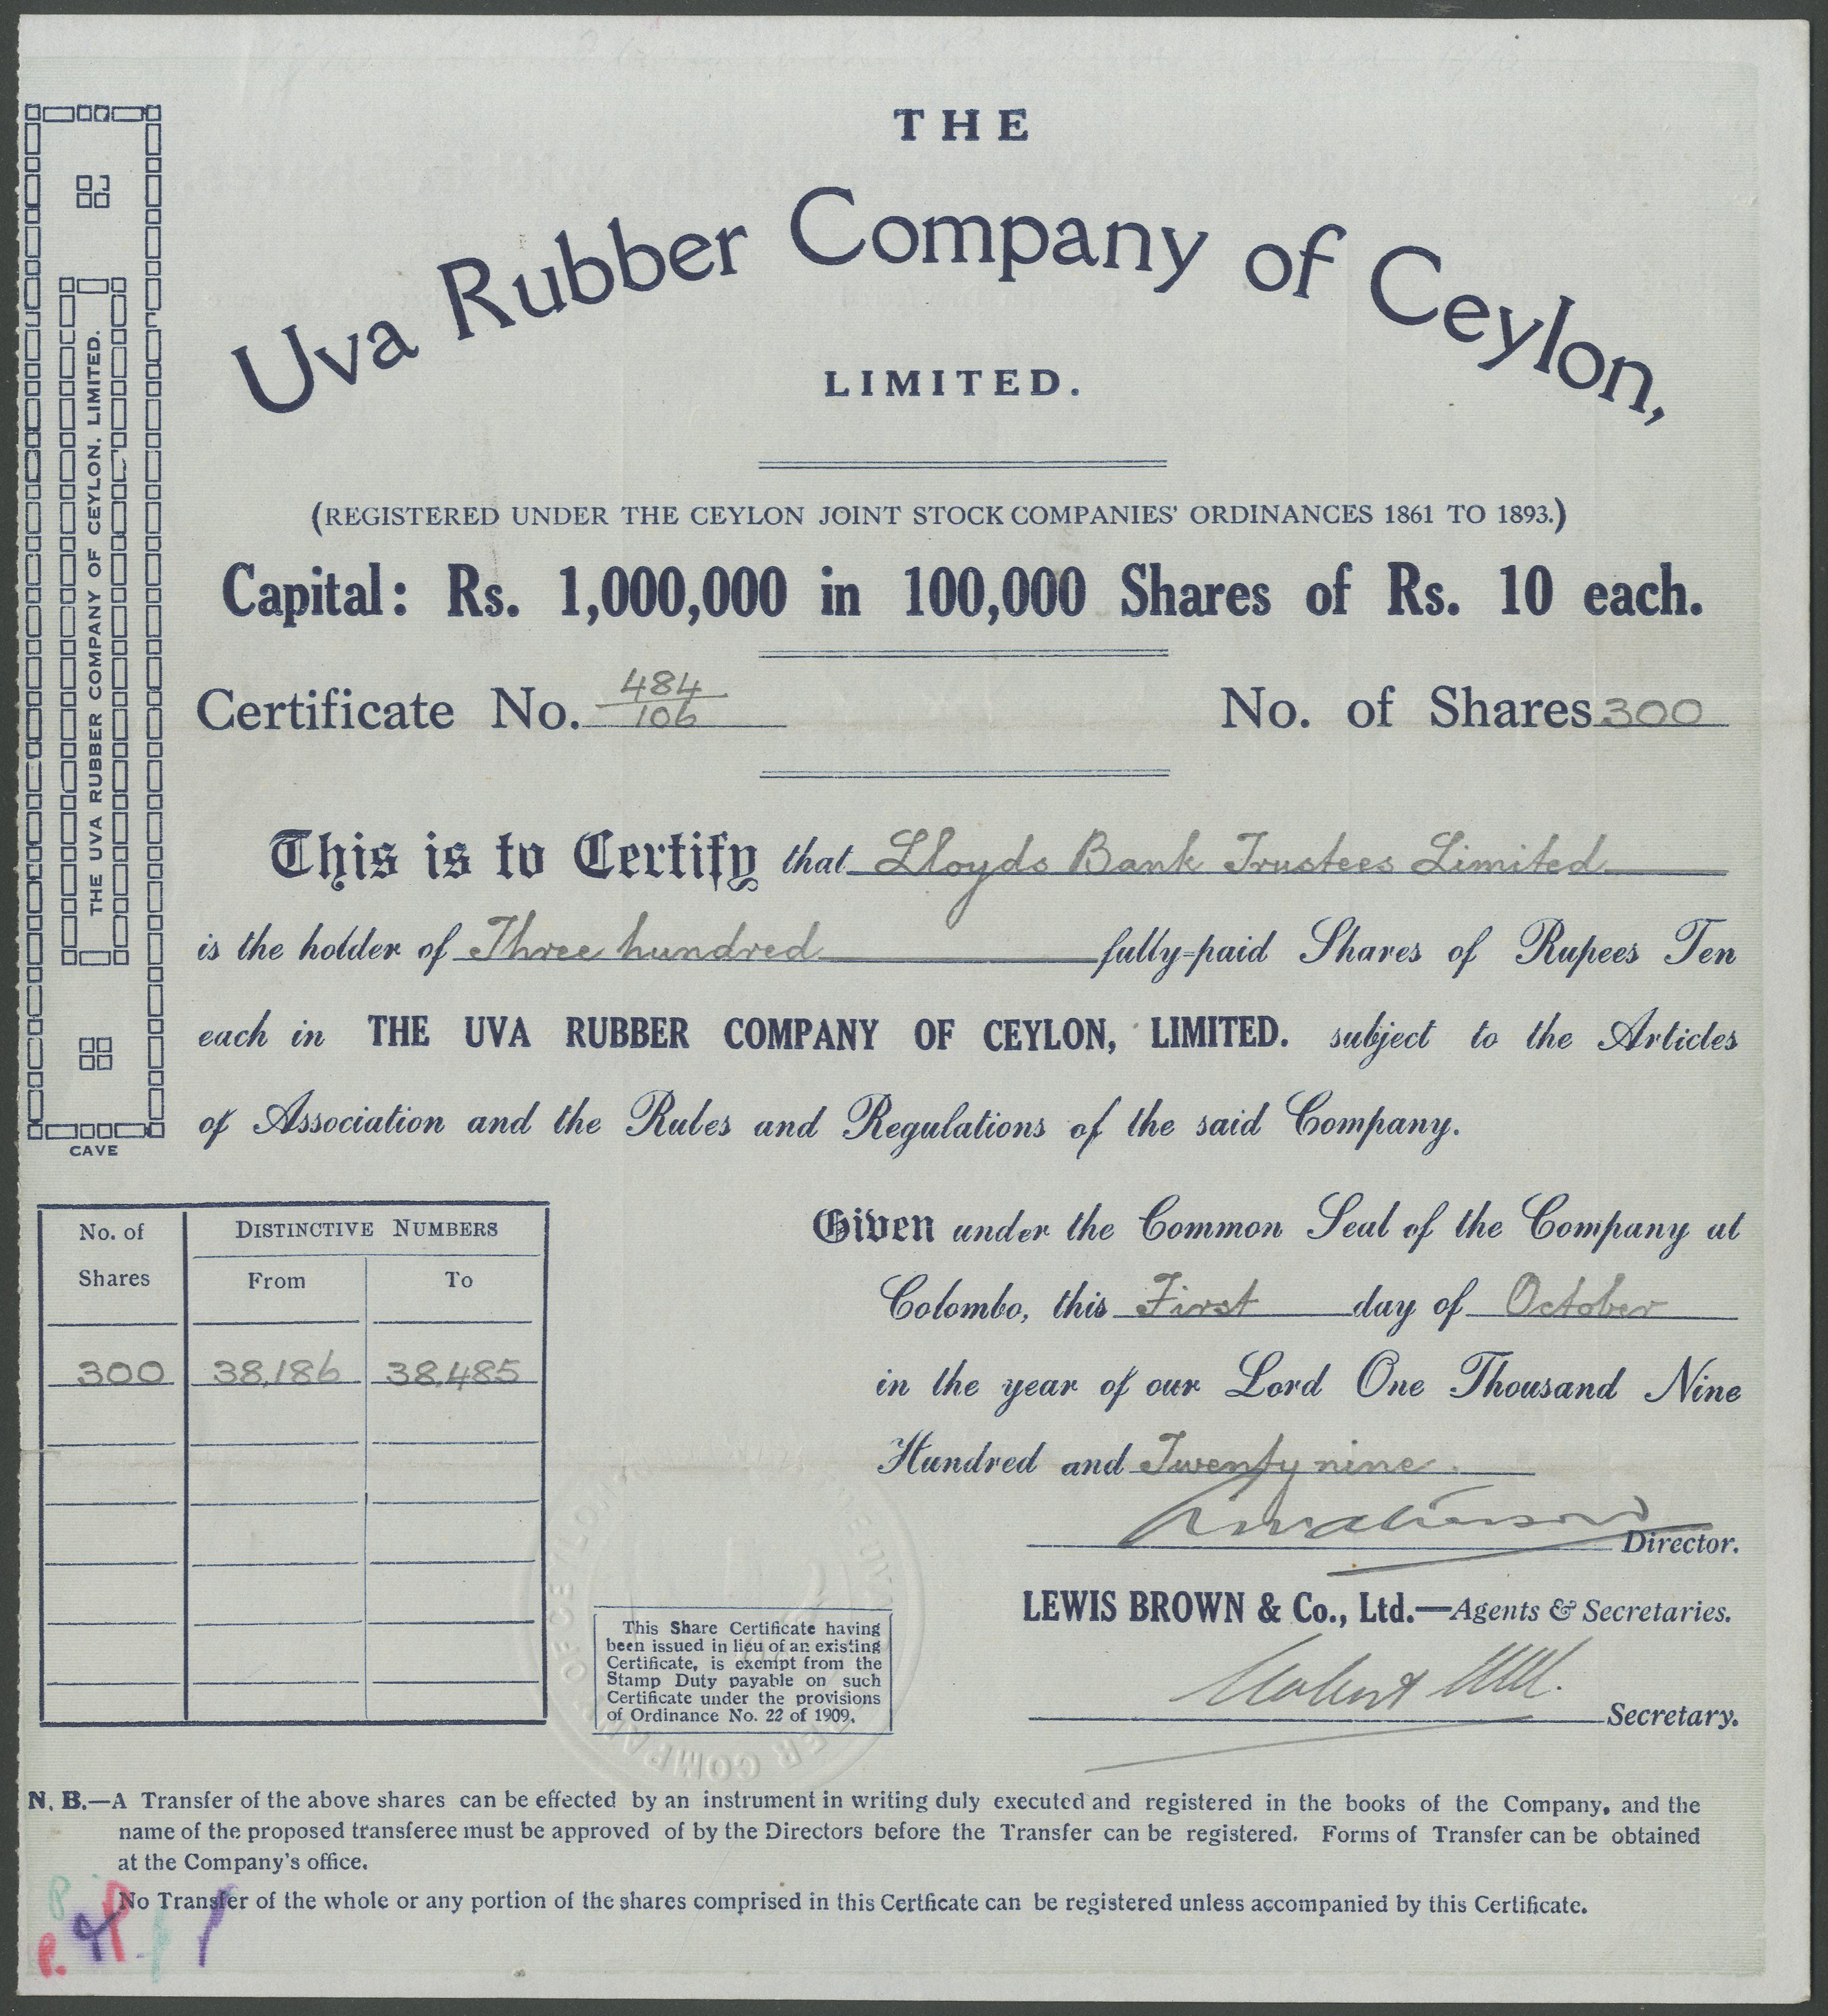 THE
Uva Rubber Company of Ceylon,
LIMITED.
(REGISTERED UNDER THE CEYLON JOINT STOCK COMPANIES' ORDINANCES 1861 TO 1893.)
Capital: Rs. 1,000,000 in 100,000 Shares of Rs. 10 each.
Certificate No. 484/106 No. of Shares 300
This is to Certify that Lloyds Bank Trustees Limited
is the holder of Three hundred fully-paid Shares of Rupees Ten
each in THE UVA RUBBER COMPANY OF CEYLON, LIMITED. subject to the Articles
of Association and the Rules and Regulations of the said Company.
THE UVA RUBBER COMPANY OF CEYLON, LIMITED.
CAVE
No. of Shares DISTINCTIVE NUMBERS
From To
300 38,186 38,485
Given under the Common Seal of the Company at
Colombo, this First day of October
in the year of our Lord One Thousand Nine
Hundred and Twenty nine.
Director.
LEWIS BROWN & Co., Ltd.—Agents & Secretaries.
Secretary.
This Share Certificate having
been issued in lieu of an existing
Certificate, is exempt from the
Stamp Duty payable on such
Certificate under the provisions
of Ordinance No. 22 of 1909.
N. B.—A Transfer of the above shares can be effected by an instrument in writing duly executed and registered in the books of the Company, and the
name of the proposed transferee must be approved of by the Directors before the Transfer can be registered. Forms of Transfer can be obtained
at the Company's office.
No Transfer of the whole or any portion of the shares comprised in this Certficate can be registered unless accompanied by this Certificate.